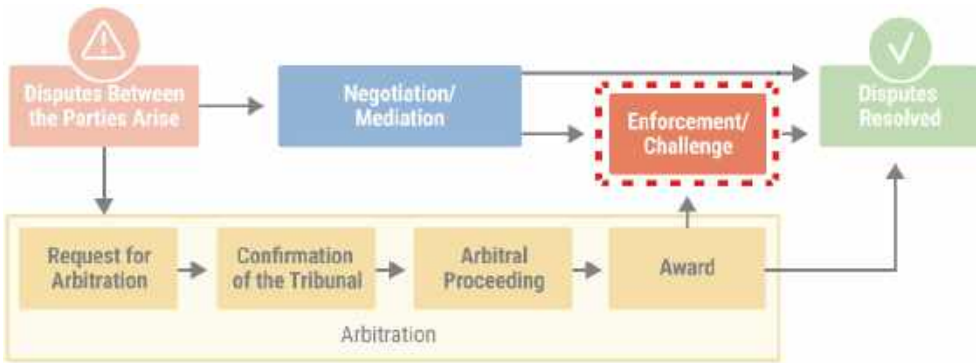 Disputes Between
the Parties Arise
Negotiation/
Mediation
Enforcement/
Challenge
Disputes
Resolved
Request for
Arbitration
Confirmation
of the Tribunal
Arbitral
Proceeding
Award
Arbitration